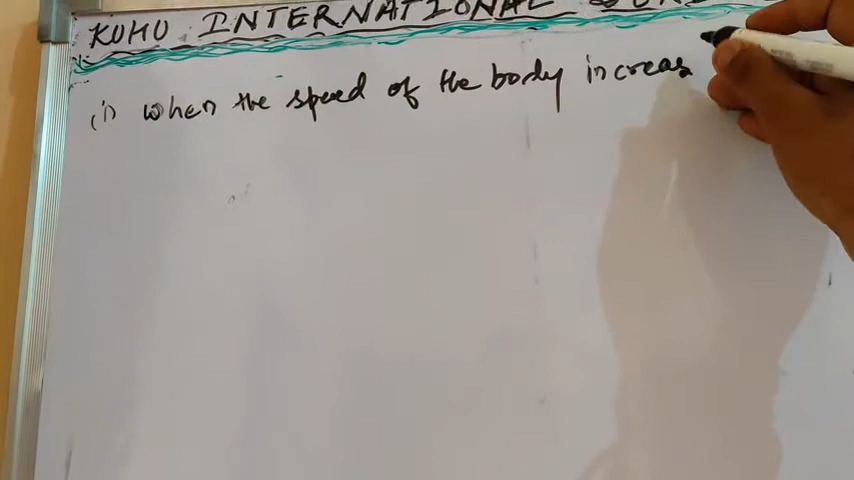 KUHU INTERNATIONAL
(i) when the speed of the body increas